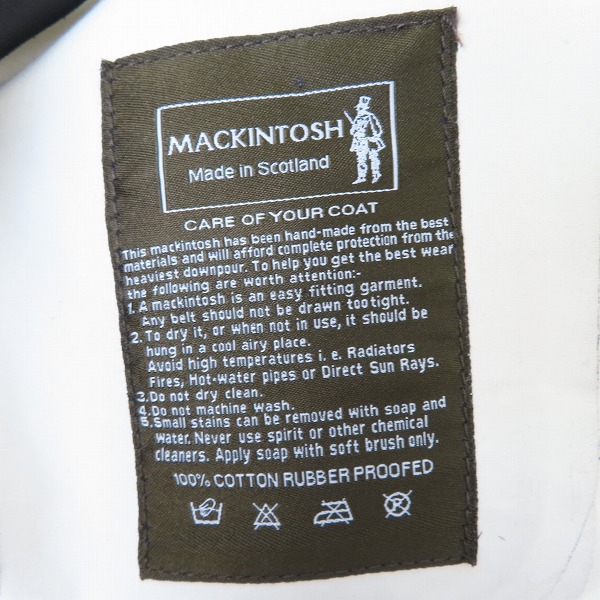 MACKINTOSH
Made in Scotland
CARE OF YOUR COAT
This mackintosh has been hand-made from the best
materials and will afford complete protection from the
heaviest downpour. To help you get the best wear
the following are worth attention:-
1. A mackintosh is an easy fitting garment.
Any belt should not be drawn too tight.
2. To dry it, or when not in use, it should be
hung in a cool airy place.
Avoid high temperatures i. e. Radiators
Fires, Hot-water pipes or Direct Sun Rays.
3. Do not dry clean.
4. Do not machine wash.
5. Small stains can be removed with soap and
water. Never use spirit or other chemical
cleaners. Apply soap with soft brush only.
100% COTTON RUBBER PROOFED